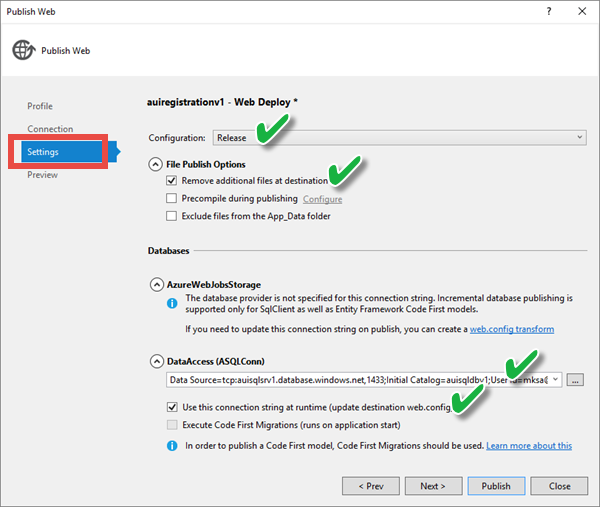 Publish Web
?
Publish Web
Profile
Connection
Settings
Preview
auiregistrationv1 - Web Deploy *
Configuration: Release
File Publish Options
Remove additional files at destination
Precompile during publishing Configure
Exclude files from the App_Data folder
Databases
AzureWebJobsStorage
The database provider is not specified for this connection string. Incremental database publishing is
supported only for SqlClient as well as Entity Framework Code First models.
If you need to update this connection string on publish, you can create a web.config transform
DataAccess (ASQLConn)
Data Source=tcp:auisqlsrv1.database.windows.net,1433;Initial Catalog=auisqldbv1;User Id=mksa@
...
Use this connection string at runtime (update destination web.config)
Execute Code First Migrations (runs on application start)
In order to publish a Code First model, Code First Migrations should be used. Learn more about this
< Prev
Next >
Publish
Close